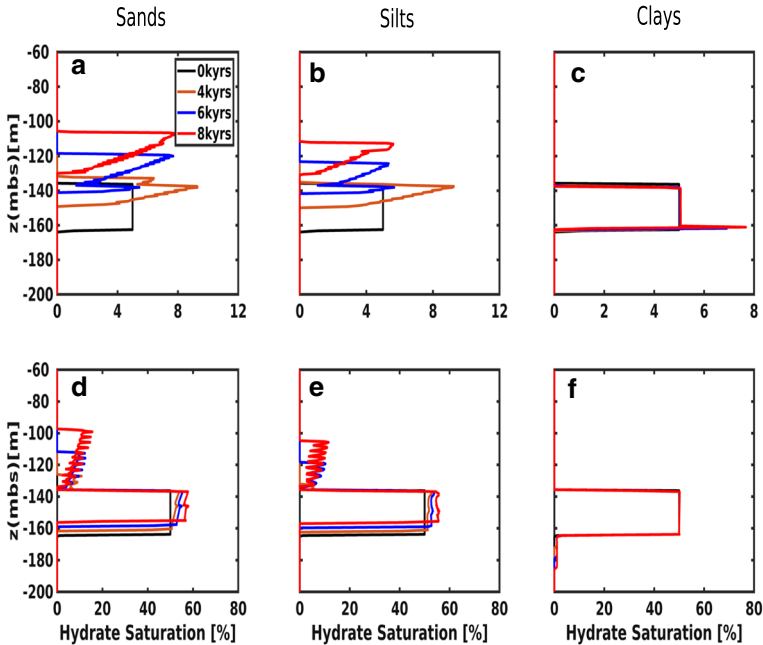 Sands Silts Clays
-60
-80
-100
-120
-140
-160
-180
-200
z(mbs)[m]
a
0kyrs
4kyrs
6kyrs
8kyrs
0 4 8 12
b
0 4 8 12
c
0 2 4 6 8
-60
-80
-100
-120
-140
-160
-180
-200
z(mbs)[m]
d
0 20 40 60 80
Hydrate Saturation [%]
e
0 20 40 60 80
Hydrate Saturation [%]
f
0 20 40 60 80
Hydrate Saturation [%]